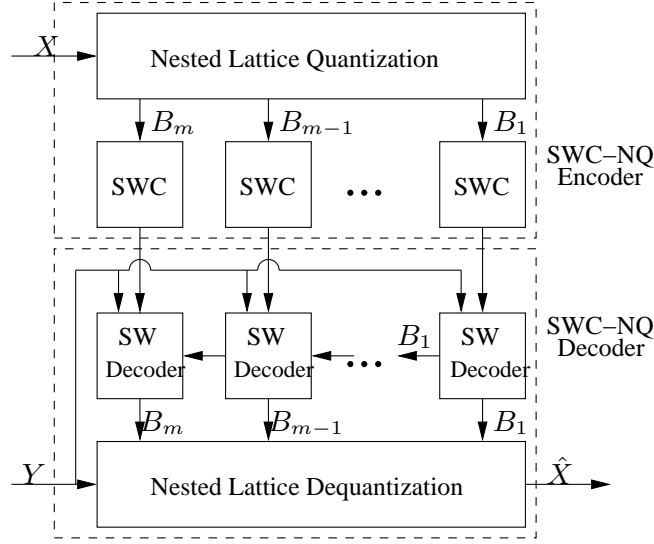 X
Nested Lattice Quantization
B_m B_{m-1} B_1
SWC SWC ... SWC
SWC–NQ
Encoder
SW SW SW
Decoder Decoder ... B_1 Decoder
SWC–NQ
Decoder
B_m B_{m-1} B_1
Y Nested Lattice Dequantization X̂